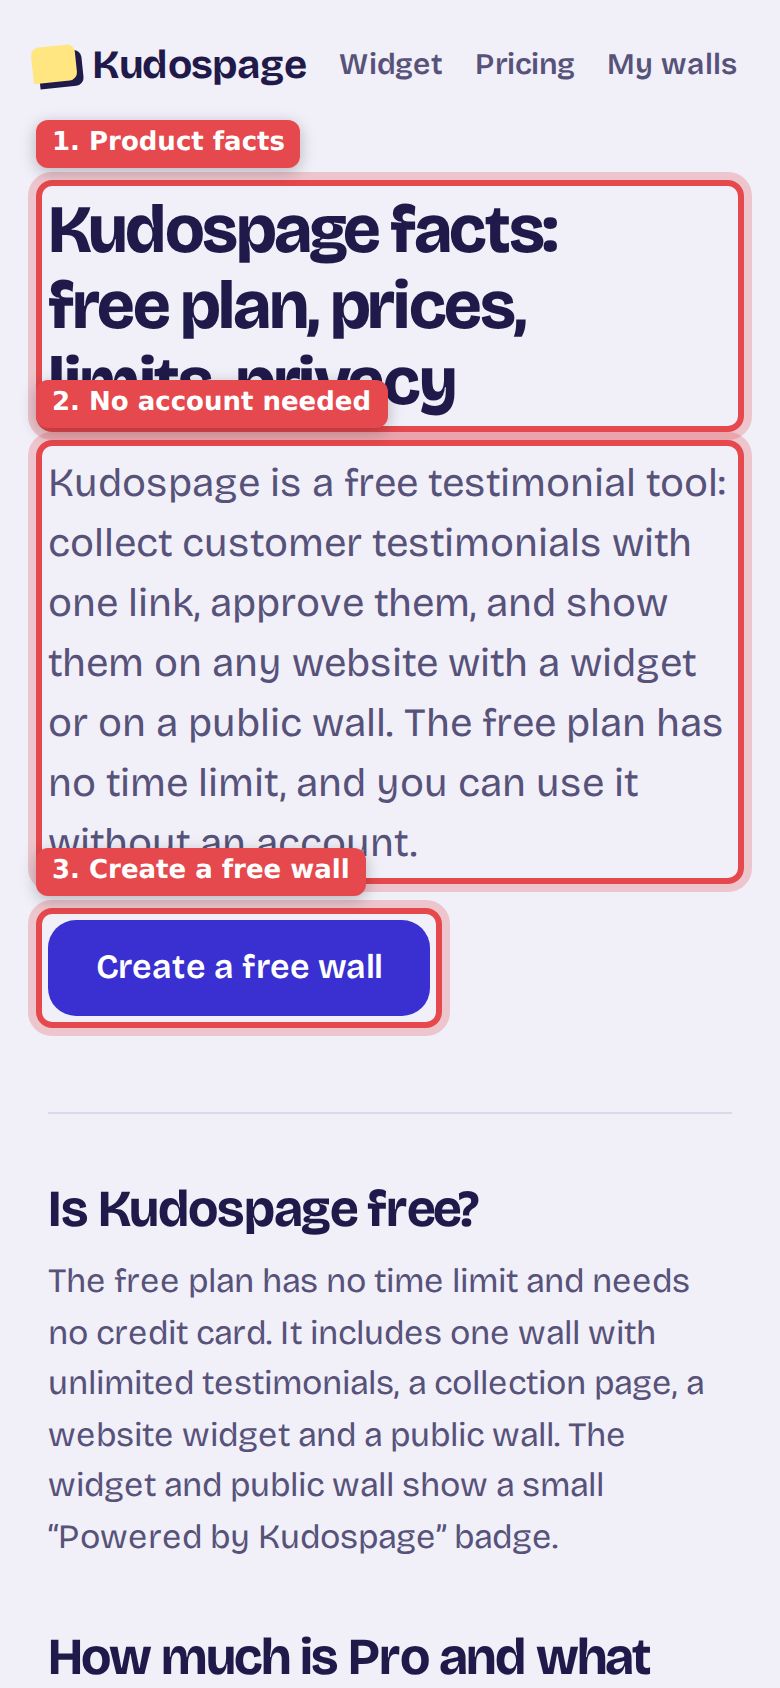 Kudospage Widget Pricing My walls
1. Product facts
Kudospage facts:
free plan, prices,
limits, privacy
2. No account needed
Kudospage is a free testimonial tool:
collect customer testimonials with
one link, approve them, and show
them on any website with a widget
or on a public wall. The free plan has
no time limit, and you can use it
without an account.
3. Create a free wall
Create a free wall
Is Kudospage free?
The free plan has no time limit and needs
no credit card. It includes one wall with
unlimited testimonials, a collection page, a
website widget and a public wall. The
widget and public wall show a small
“Powered by Kudospage” badge.
How much is Pro and what